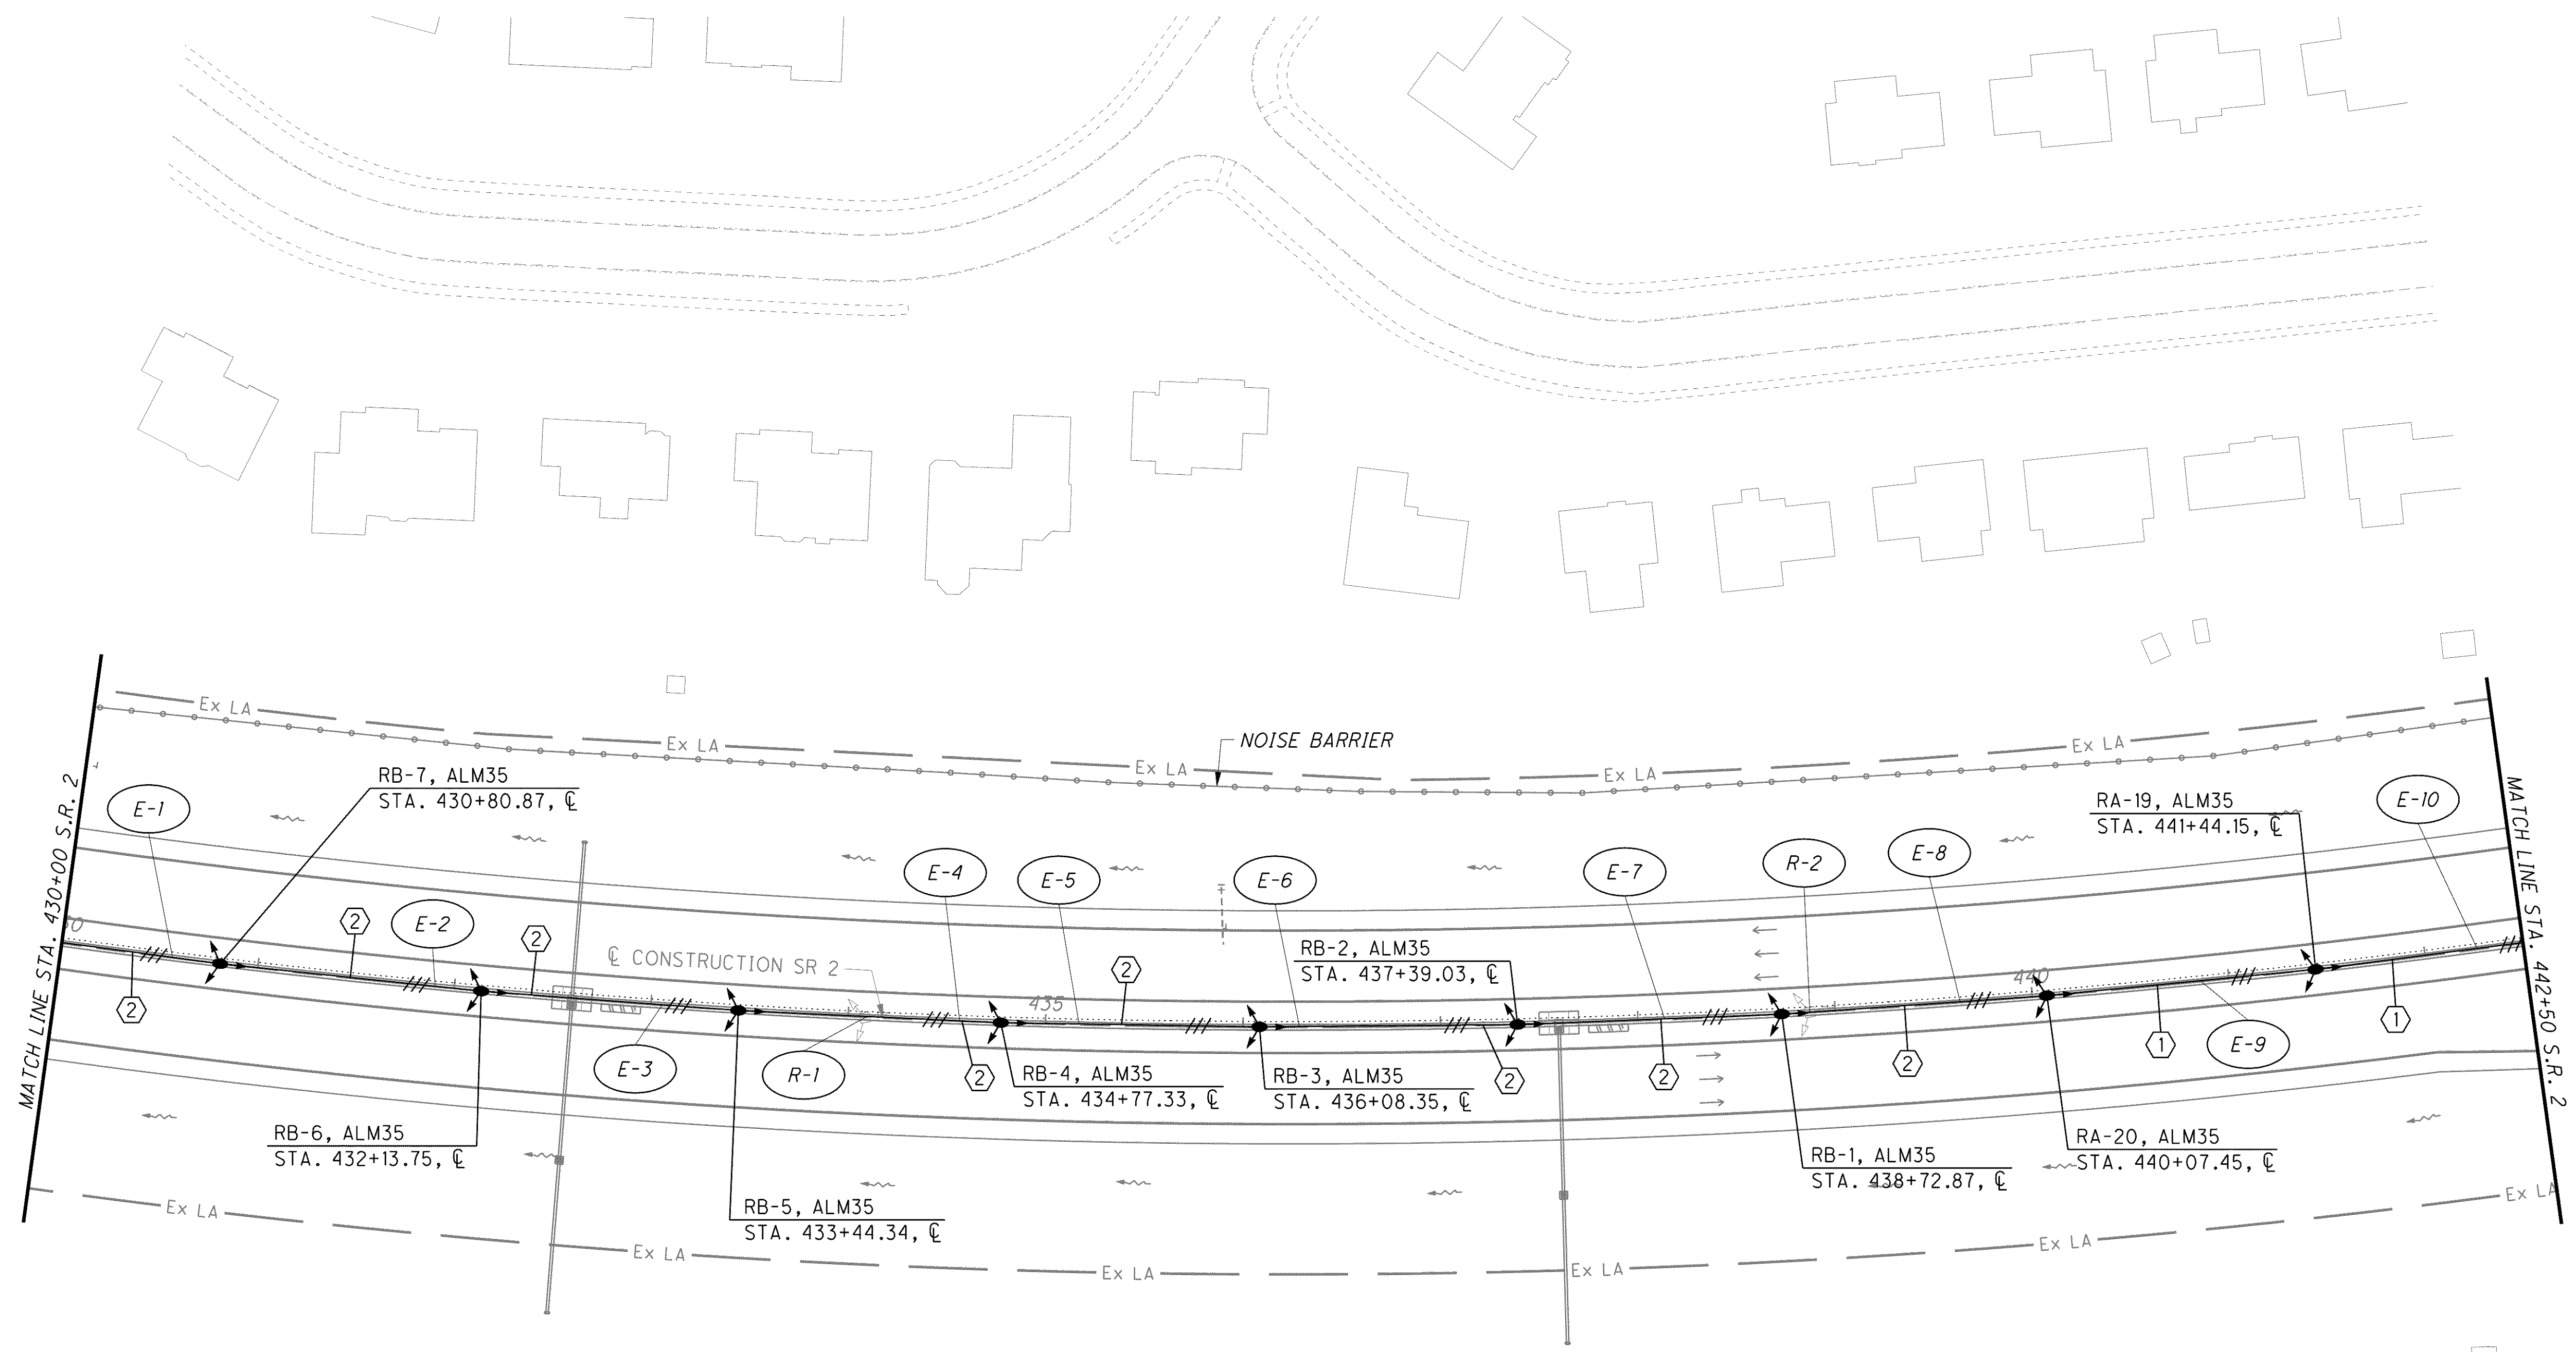 Ex LA
Ex LA
NOISE BARRIER
Ex LA
Ex LA
Ex LA
MATCH LINE STA. 430+00 S.R. 2
MATCH LINE STA. 442+50 S.R. 2
E-1
RB-7, ALM35
STA. 430+80.87, ℄
RA-19, ALM35
STA. 441+44.15, ℄
E-10
E-4
E-5
E-6
E-7
R-2
E-8
2
E-2
2
℄ CONSTRUCTION SR 2
2
RB-2, ALM35
STA. 437+39.03, ℄
435
440
2
E-3
R-1
2
RB-4, ALM35
STA. 434+77.33, ℄
RB-3, ALM35
STA. 436+08.35, ℄
2
2
2
1
E-9
1
RB-6, ALM35
STA. 432+13.75, ℄
RB-1, ALM35
STA. 438+72.87, ℄
RA-20, ALM35
STA. 440+07.45, ℄
RB-5, ALM35
STA. 433+44.34, ℄
Ex LA
Ex LA
Ex LA
Ex LA
Ex LA
Ex LA